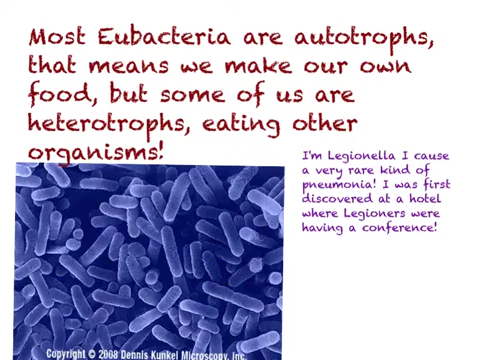 Most Eubacteria are autotrophs,
that means we make our own
food, but some of us are
heterotrophs, eating other
organisms!
I'm Legionella I cause
a very rare kind of
pneumonia! I was first
discovered at a hotel
where Legioners were
having a conference!
Copyright © 2008 Dennis Kunkel Microscopy, Inc.